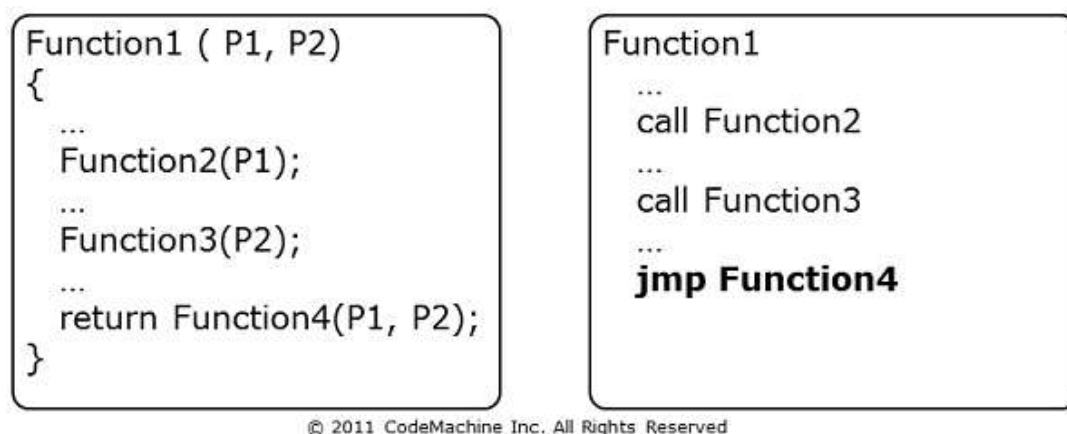 Function1 ( P1, P2)
{
...
Function2(P1);
...
Function3(P2);
...
return Function4(P1, P2);
}
Function1
...
call Function2
...
call Function3
...
jmp Function4
© 2011 CodeMachine Inc. All Rights Reserved